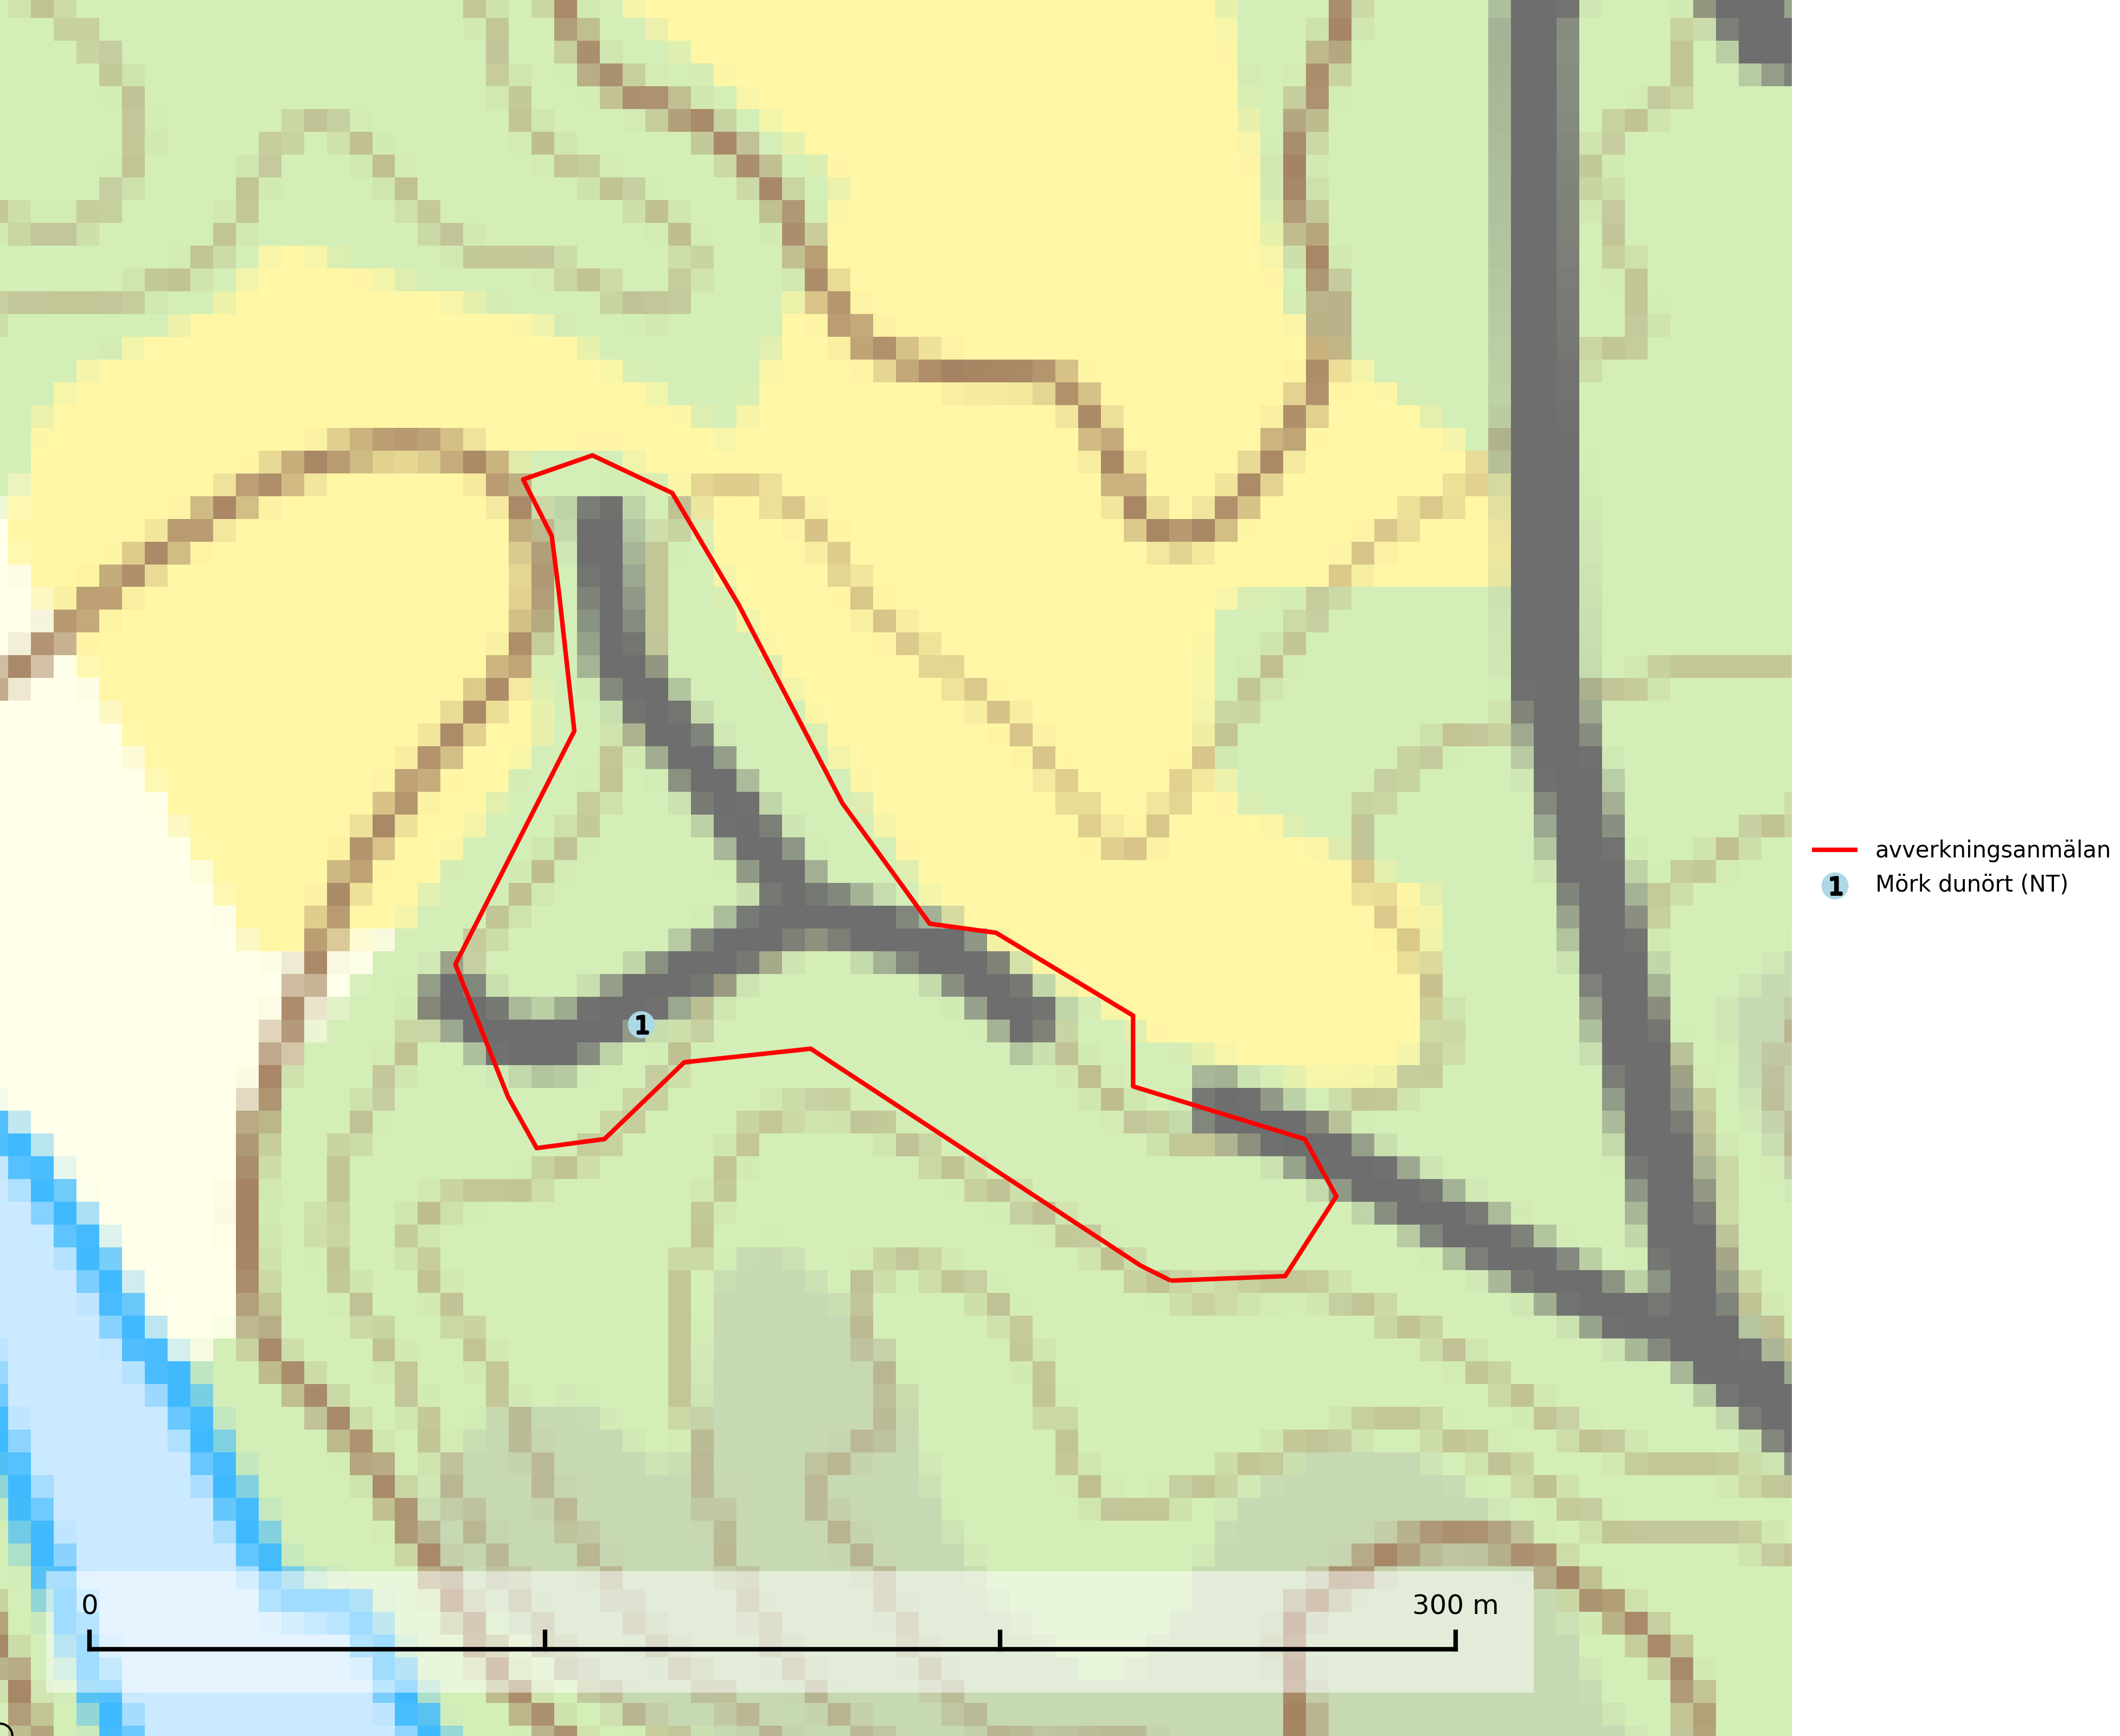 1
avverkningsanmälan
1 Mörk dunört (NT)
0 300 m